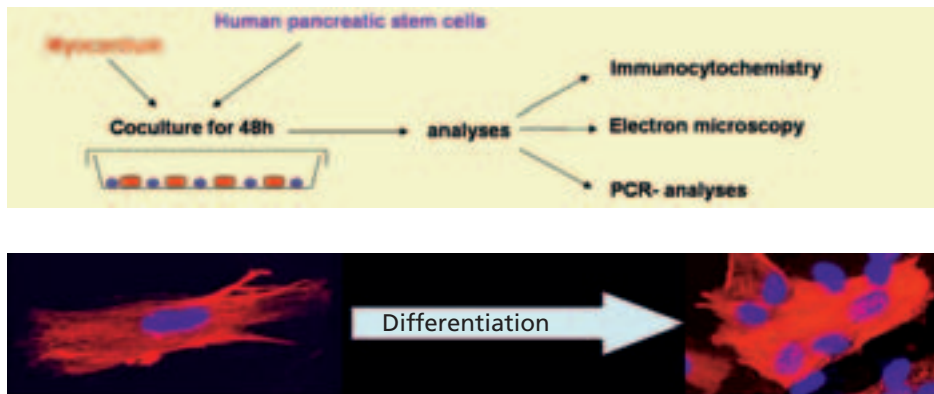 Human pancreatic stem cells
Myocardium
Immunocytochemistry
Coculture for 48h
analyses
Electron microscopy
PCR- analyses
Differentiation